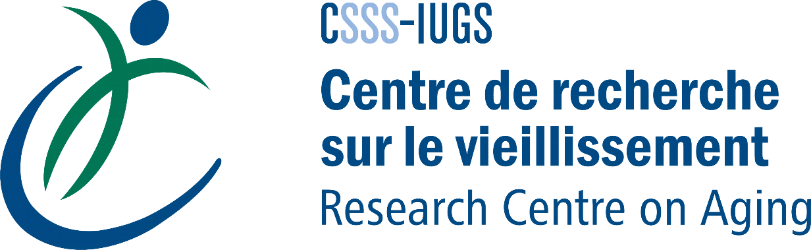 CSSS-IUGS
Centre de recherche
sur le vieillissement
Research Centre on Aging